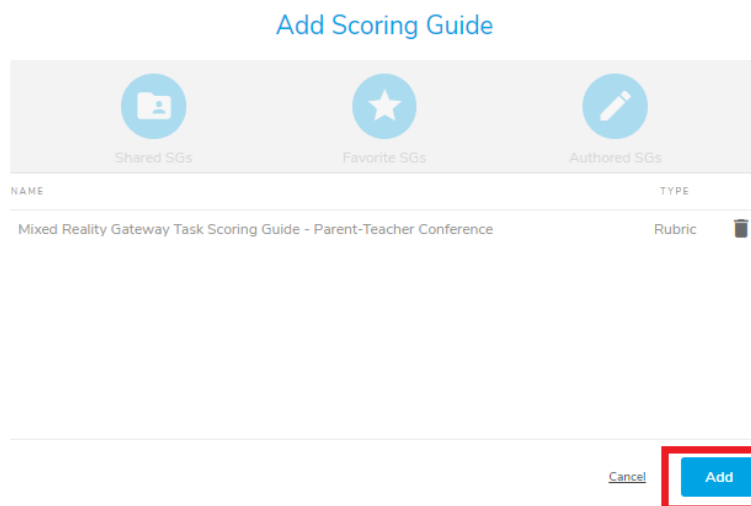 Add Scoring Guide
Shared SGs Favorite SGs Authored SGs
NAME TYPE
Mixed Reality Gateway Task Scoring Guide - Parent-Teacher Conference Rubric
Cancel Add